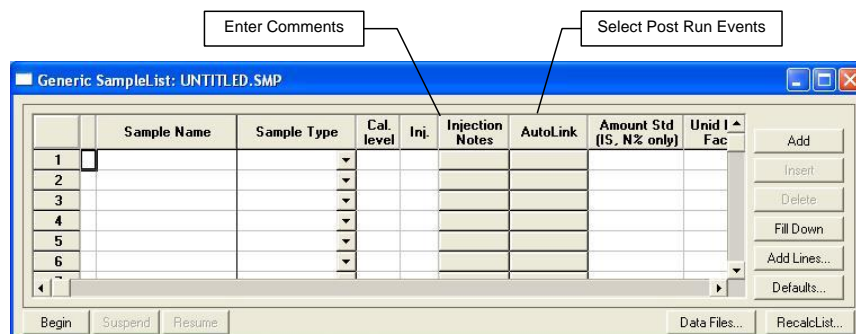 Enter Comments
Select Post Run Events
Generic SampleList: UNTITLED.SMP
Sample Name Sample Type Cal. level Inj. Injection Notes AutoLink Amount Std (IS, N% only) Unid Fac
1
2
3
4
5
6
Add
Insert
Delete
Fill Down
Add Lines...
Defaults...
Begin Suspend Resume Data Files... RecalcList...